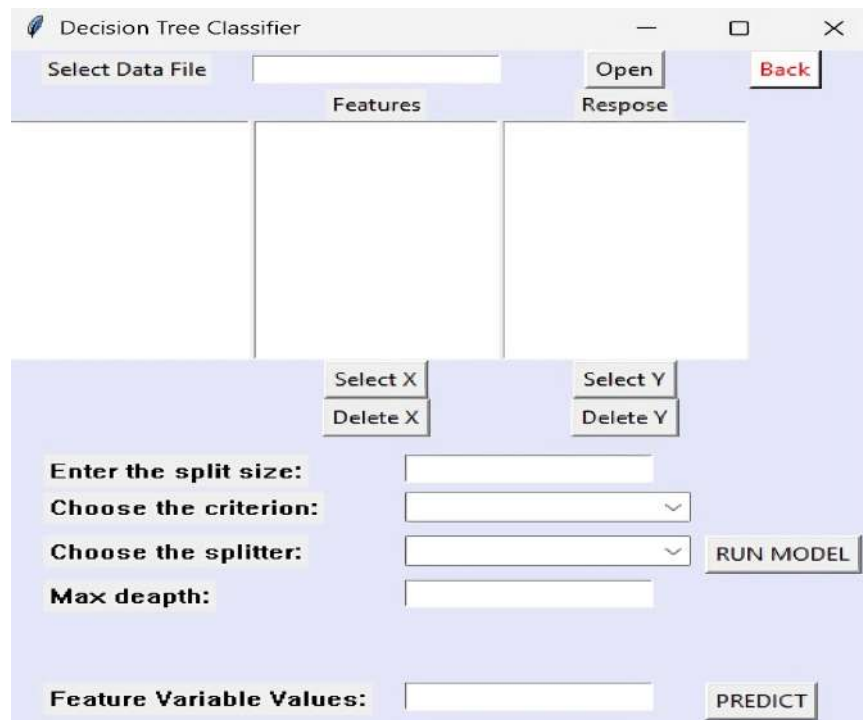 Decision Tree Classifier
Select Data File Open Back
Features Respose
Select X Select Y
Delete X Delete Y
Enter the split size:
Choose the criterion:
Choose the splitter: RUN MODEL
Max deapth:
Feature Variable Values: PREDICT